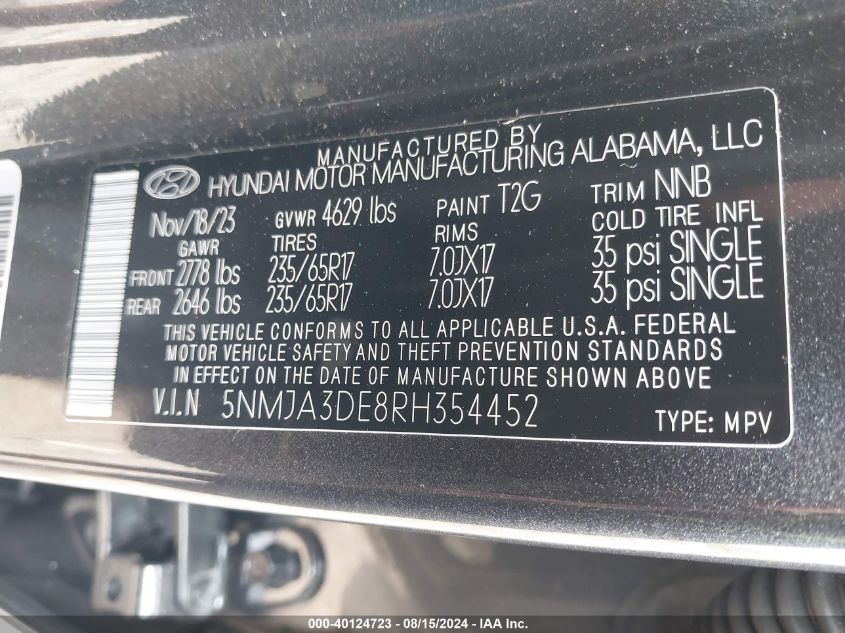 MANUFACTURED BY
HYUNDAI MOTOR MANUFACTURING ALABAMA, LLC
Nov/18/23 GVWR 4629 lbs PAINT T2G TRIM NNB
GAWR TIRES RIMS COLD TIRE INFL
FRONT 2778 lbs 235/65R17 7.0JX17 35 psi SINGLE
REAR 2646 lbs 235/65R17 7.0JX17 35 psi SINGLE
THIS VEHICLE CONFORMS TO ALL APPLICABLE U.S.A. FEDERAL
MOTOR VEHICLE SAFETY AND THEFT PREVENTION STANDARDS
IN EFFECT ON THE DATE OF MANUFACTURE SHOWN ABOVE
V.I.N 5NMJA3DE8RH354452 TYPE: MPV
000-40124723 - 08/15/2024 - IAA Inc.